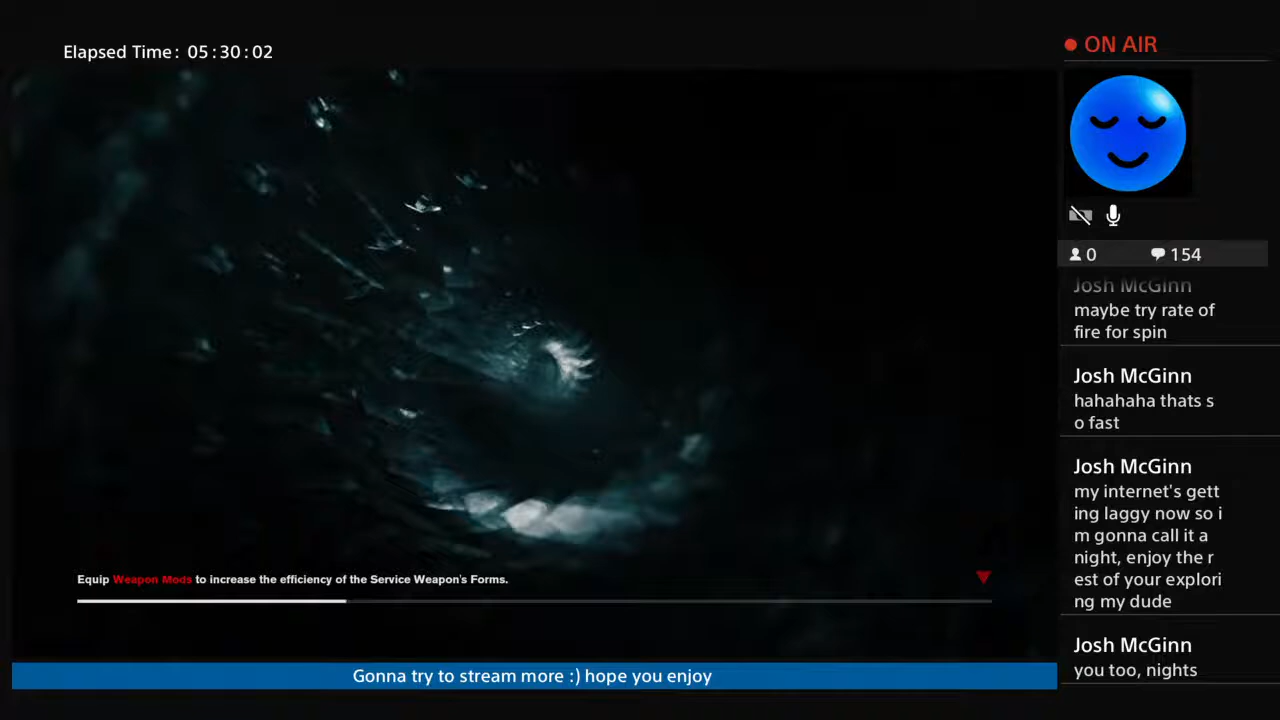 Elapsed Time: 05:30:02
ON AIR
0 154
Josh McGinn
maybe try rate of
fire for spin
Josh McGinn
hahahaha thats s
o fast
Josh McGinn
my internet's gett
ing laggy now so i
m gonna call it a
night, enjoy the r
est of your explori
ng my dude
Josh McGinn
you too, nights
Equip Weapon Mods to increase the efficiency of the Service Weapon's Forms.
Gonna try to stream more :) hope you enjoy